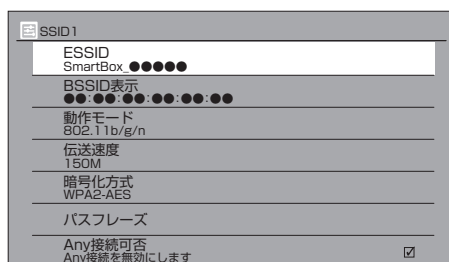 SSID1
ESSID
SmartBox_●●●●●
BSSID表示
●●:●●:●●:●●:●●:●●
動作モード
802.11b/g/n
伝送速度
150M
暗号化方式
WPA2-AES
パスフレーズ
Any接続可否
Any接続を無効にします